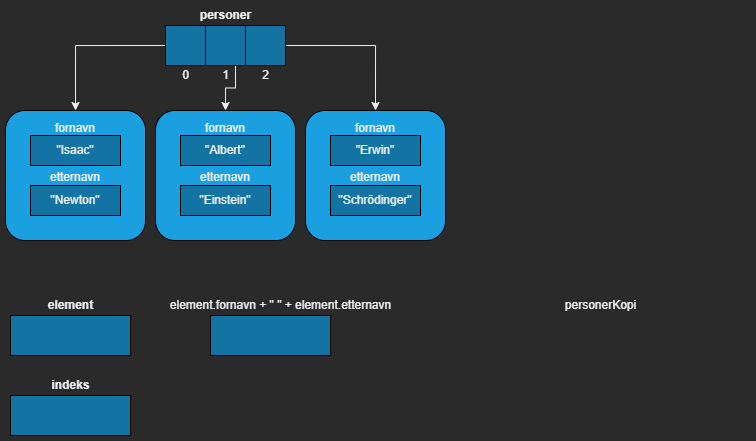 personer
0 1 2
fornavn fornavn fornavn
"Isaac" "Albert" "Erwin"
etternavn etternavn etternavn
"Newton" "Einstein" "Schrödinger"
element element.fornavn + " " + element.etternavn personerKopi
indeks